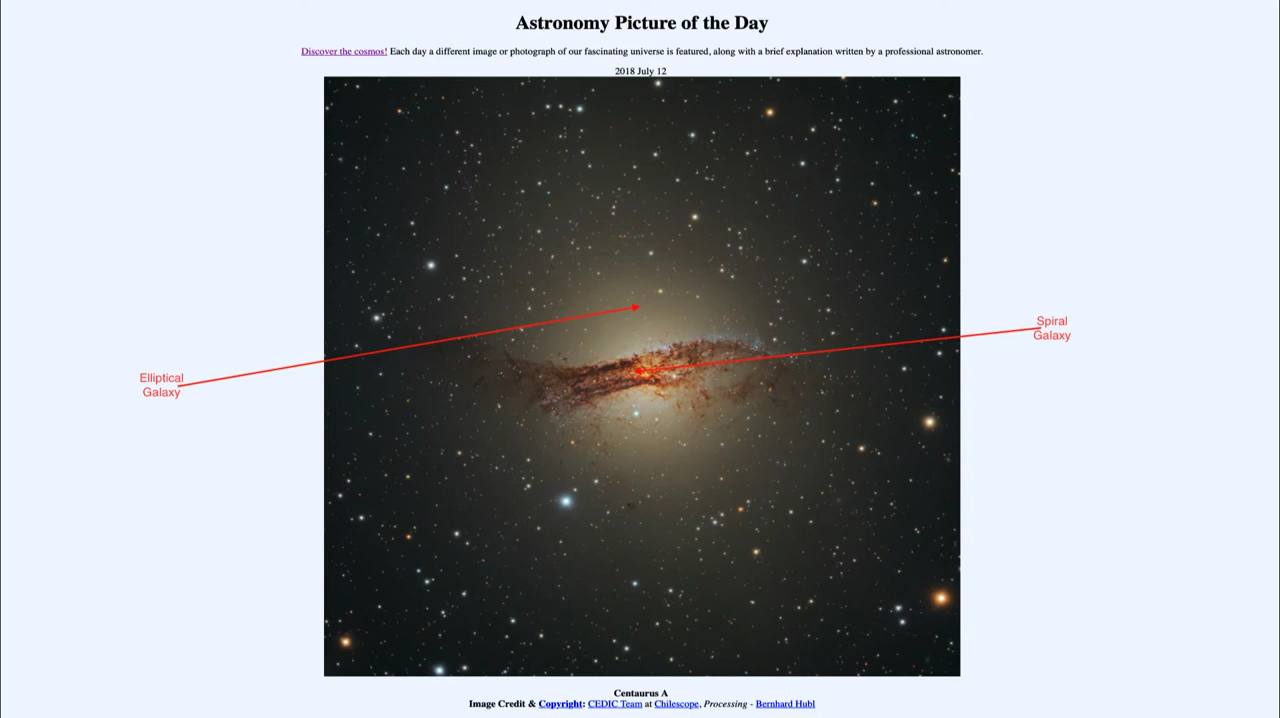 Astronomy Picture of the Day
Discover the cosmos! Each day a different image or photograph of our fascinating universe is featured, along with a brief explanation written by a professional astronomer.
2018 July 12
Elliptical
Galaxy
Spiral
Galaxy
Centaurus A
Image Credit & Copyright: CEDIC Team at Chilescope, Processing - Bernhard Hubl